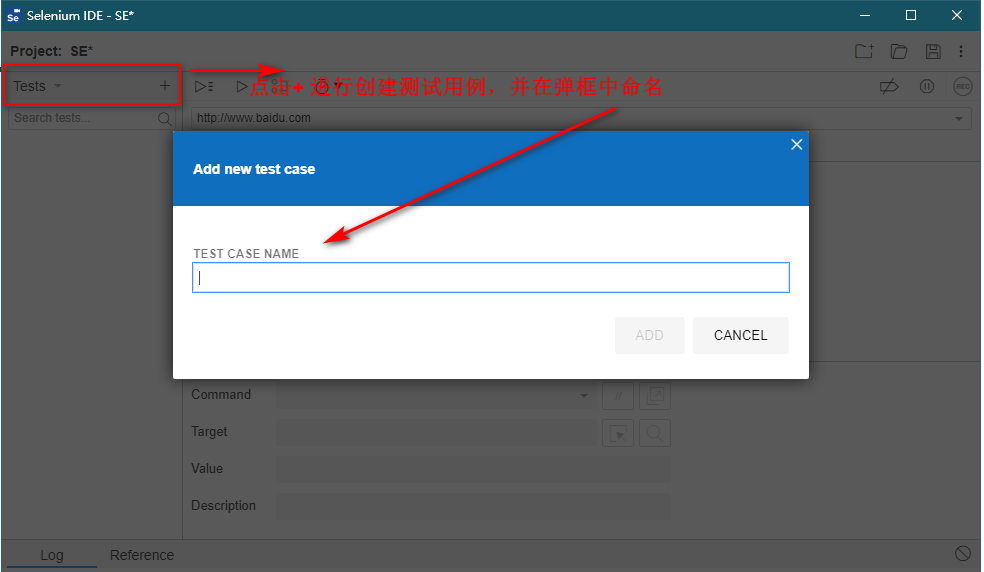 Selenium IDE - SE*
Project: SE*
Tests
点击+ 进行创建测试用例，并在弹框中命名
REC
Search tests...
http://www.baidu.com
Add new test case
TEST CASE NAME
ADD
CANCEL
Command
//
Target
Value
Description
Log
Reference